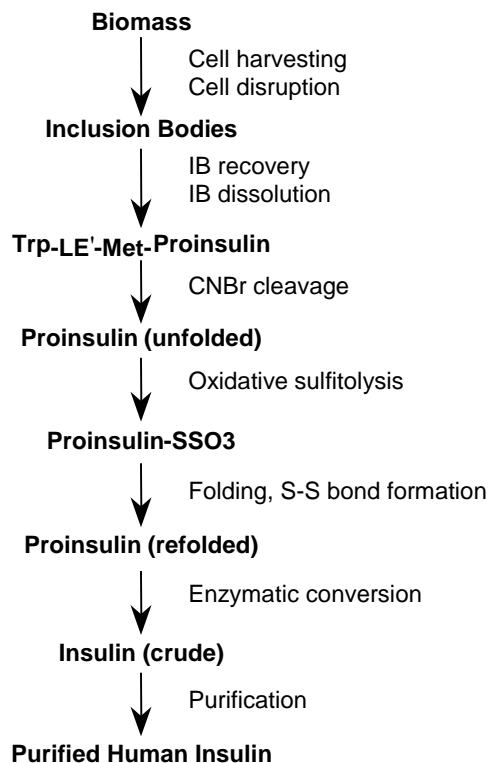 Biomass
Cell harvesting
Cell disruption
Inclusion Bodies
IB recovery
IB dissolution
Trp-LE'-Met-Proinsulin
CNBr cleavage
Proinsulin (unfolded)
Oxidative sulfitolysis
Proinsulin-SSO3
Folding, S-S bond formation
Proinsulin (refolded)
Enzymatic conversion
Insulin (crude)
Purification
Purified Human Insulin